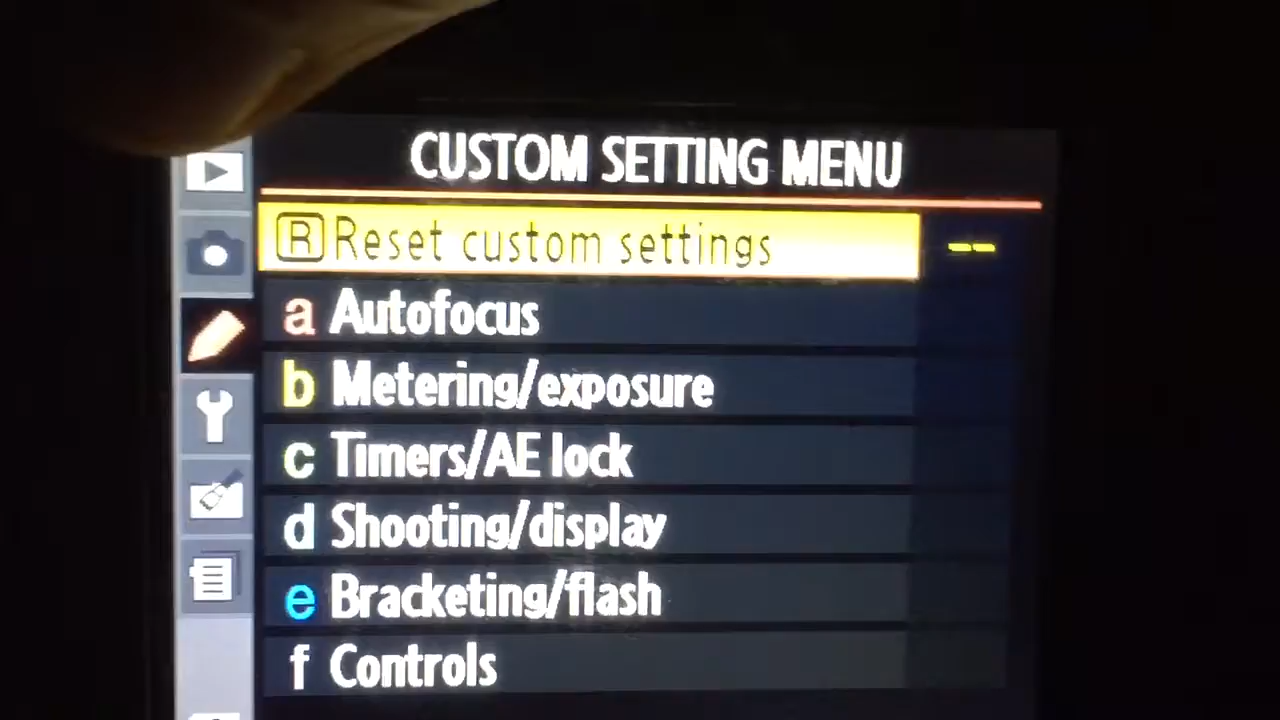 CUSTOM SETTING MENU
R Reset custom settings --
a Autofocus
b Metering/exposure
c Timers/AE lock
d Shooting/display
e Bracketing/flash
f Controls